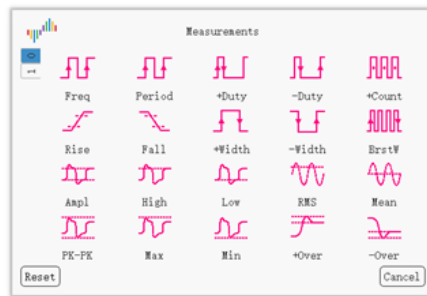 Measurements
Freq Period +Duty -Duty +Count
Rise Fall +Width -Width BrstW
Ampl High Low RMS Mean
PK-PK Max Min +Over -Over
Reset Cancel